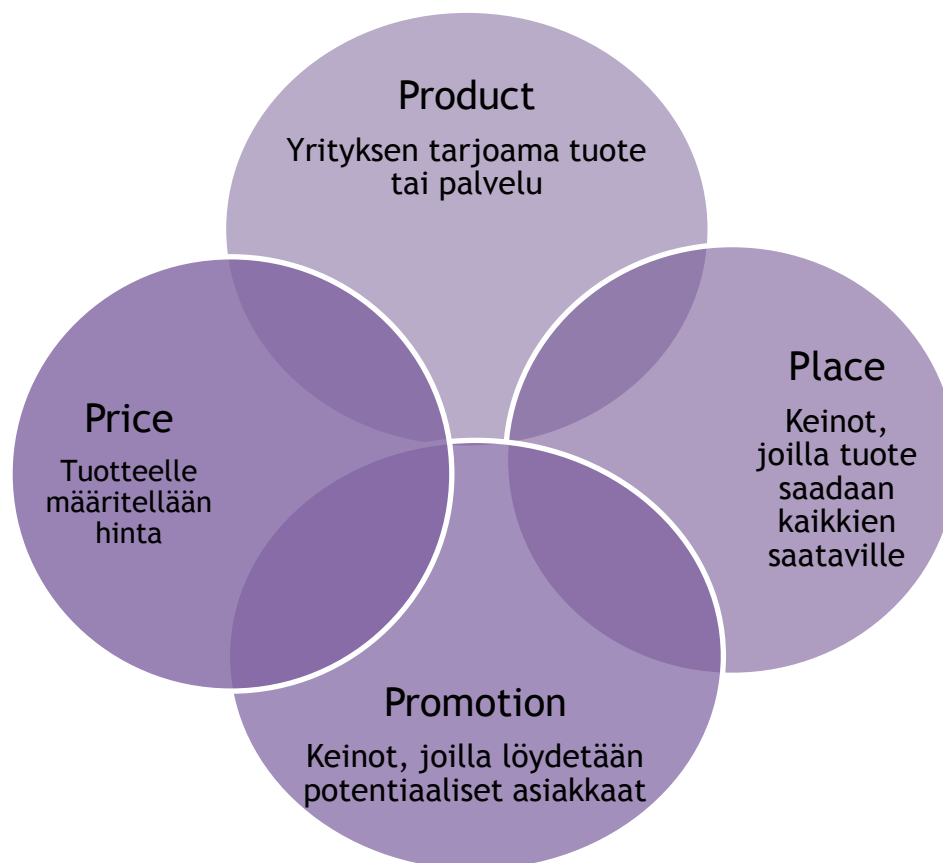 Product
Yrityksen tarjoama tuote
tai palvelu
Place
Keinot,
joilla tuote
saadaan
kaikkien
saataville
Promotion
Keinot, joilla löydetään
potentiaaliset asiakkaat
Price
Tuotteelle
määritellään
hinta